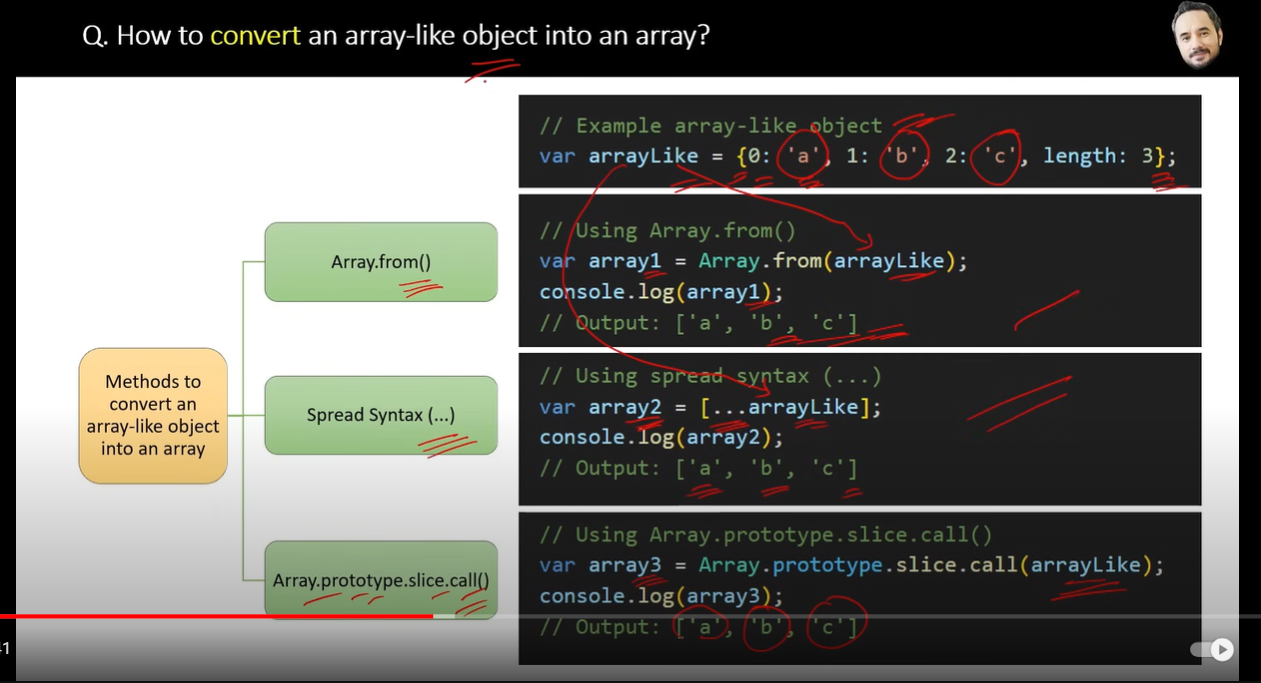 Q. How to convert an array-like object into an array?
// Example array-like object
var arrayLike = {0: 'a', 1: 'b', 2: 'c', length: 3};
Array.from()
// Using Array.from()
var array1 = Array.from(arrayLike);
console.log(array1);
// Output: ['a', 'b', 'c']
Methods to
convert an
array-like object
into an array
Spread Syntax (...)
// Using spread syntax (...)
var array2 = [...arrayLike];
console.log(array2);
// Output: ['a', 'b', 'c']
Array.prototype.slice.call()
// Using Array.prototype.slice.call()
var array3 = Array.prototype.slice.call(arrayLike);
console.log(array3);
// Output: ['a', 'b', 'c']